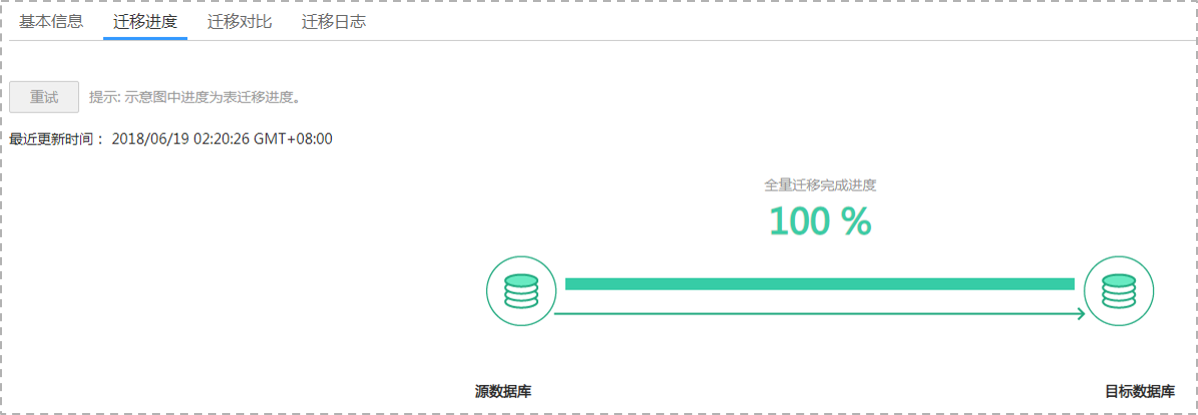 基本信息 迁移进度 迁移对比 迁移日志
重试 提示: 示意图中进度为表迁移进度。
最近更新时间： 2018/06/19 02:20:26 GMT+08:00
全量迁移完成进度
100 %
源数据库 目标数据库